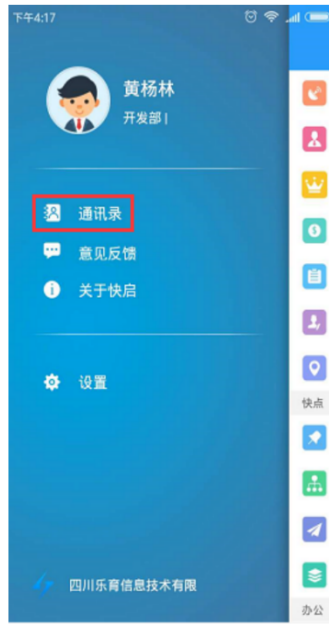 下午4:17
黄杨林
开发部 |
通讯录
意见反馈
关于快启
设置
快点
四川乐育信息技术有限
办公